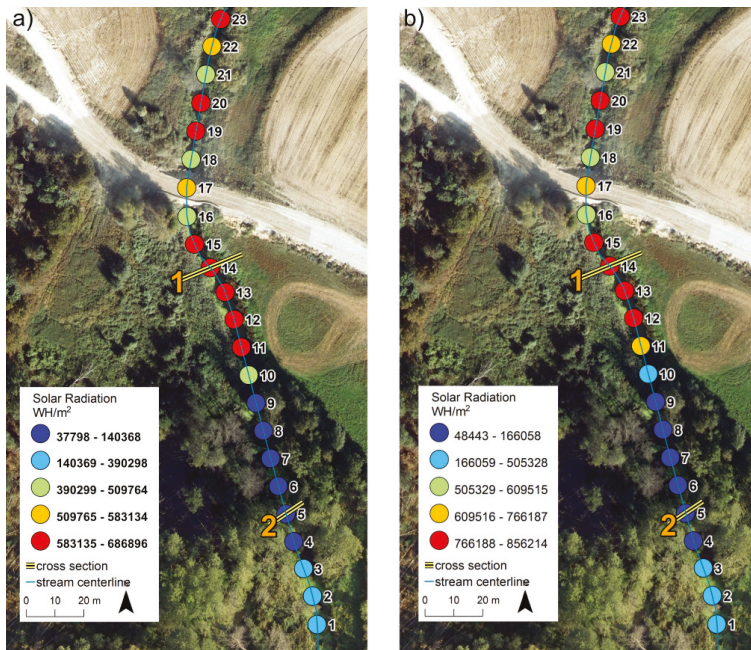 a)
23
22
21
20
19
18
17
16
15
1
14
13
12
11
10
9
8
7
6
5
2
4
3
2
1
Solar Radiation
WH/m²
37798 - 140368
140369 - 390298
390299 - 509764
509765 - 583134
583135 - 686896
cross section
stream centerline
0 10 20 m
b)
23
22
21
20
19
18
17
16
15
1
14
13
12
11
10
9
8
7
6
5
2
4
3
2
1
Solar Radiation
WH/m²
48443 - 166058
166059 - 505328
505329 - 609515
609516 - 766187
766188 - 856214
cross section
stream centerline
0 10 20 m